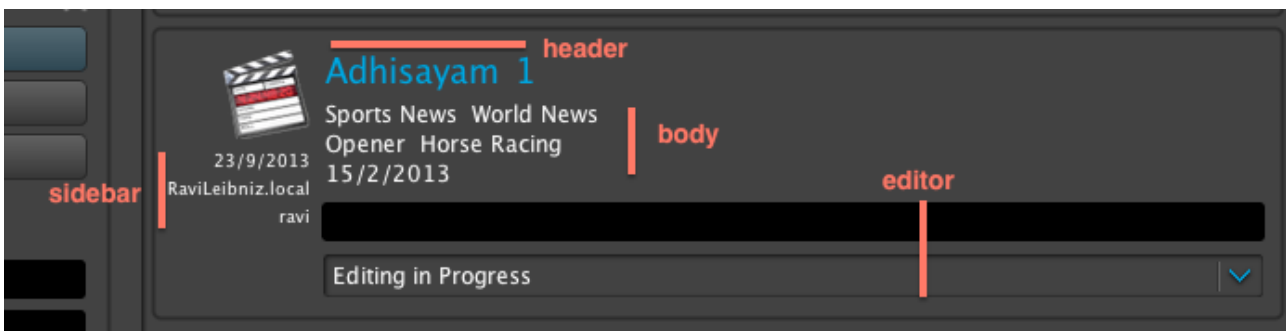 header
Adhisayam 1
Sports News World News
Opener Horse Racing
15/2/2013
body
23/9/2013
RaviLeibniz.local
ravi
sidebar
editor
Editing in Progress